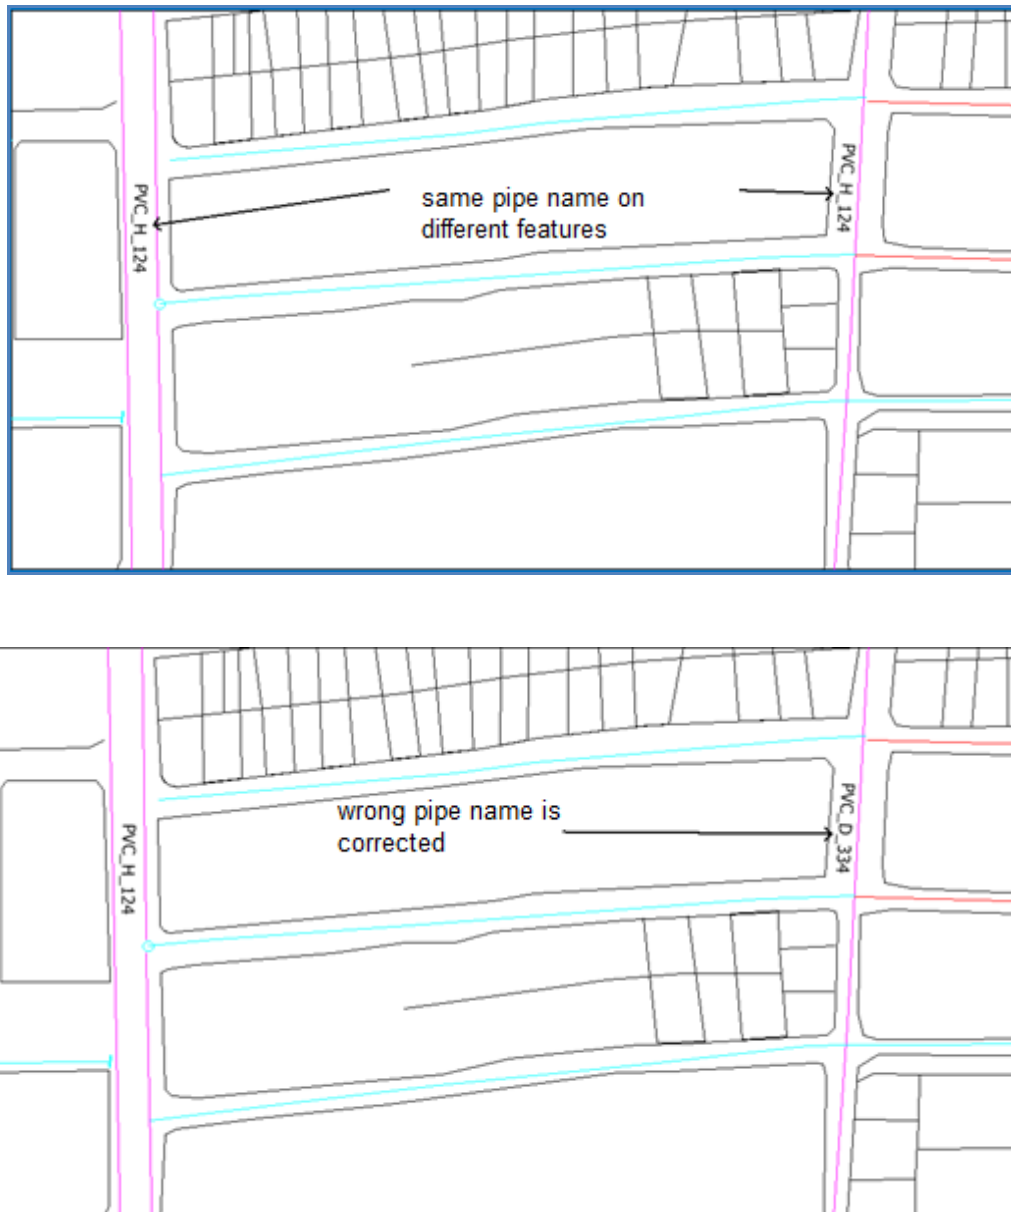 PVC_H_124
same pipe name on
different features
PVC_H_124
wrong pipe name is
corrected
PVC_H_124
PVC_D_334